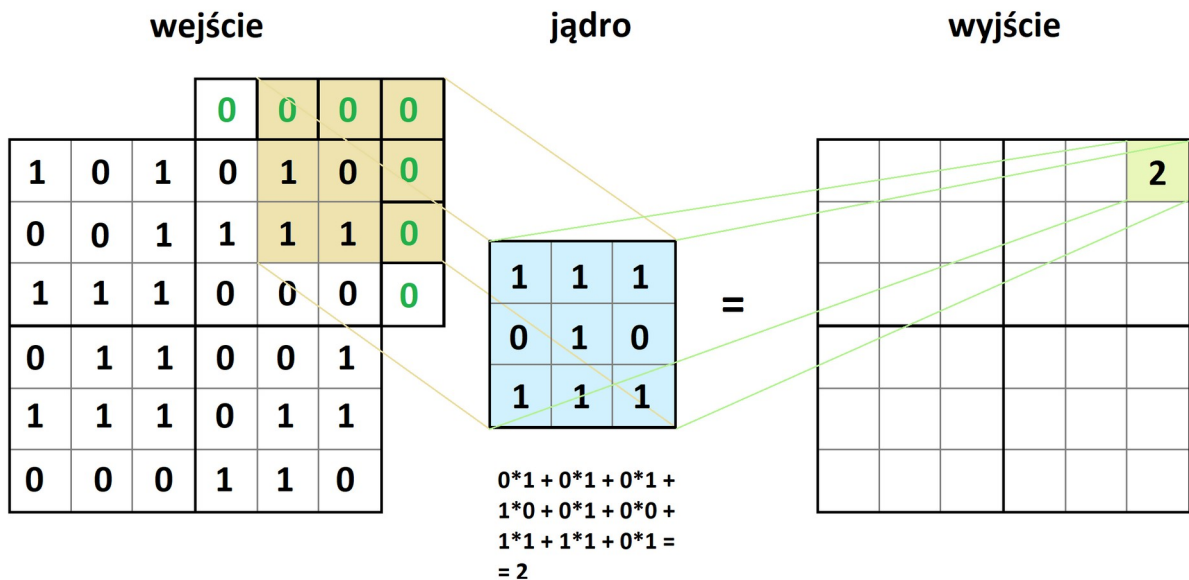 wejście jądro wyjście
0 0 0 0
1 0 1 0 1 0 0 2
0 0 1 1 1 1 0
1 1 1 0 0 0 0
1 1 1
=
0 1 0
0 1 1 0 0 1
1 1 1
1 1 1 0 1 1
0 0 0 1 1 0
0*1 + 0*1 + 0*1 +
1*0 + 0*1 + 0*0 +
1*1 + 1*1 + 0*1 =
= 2